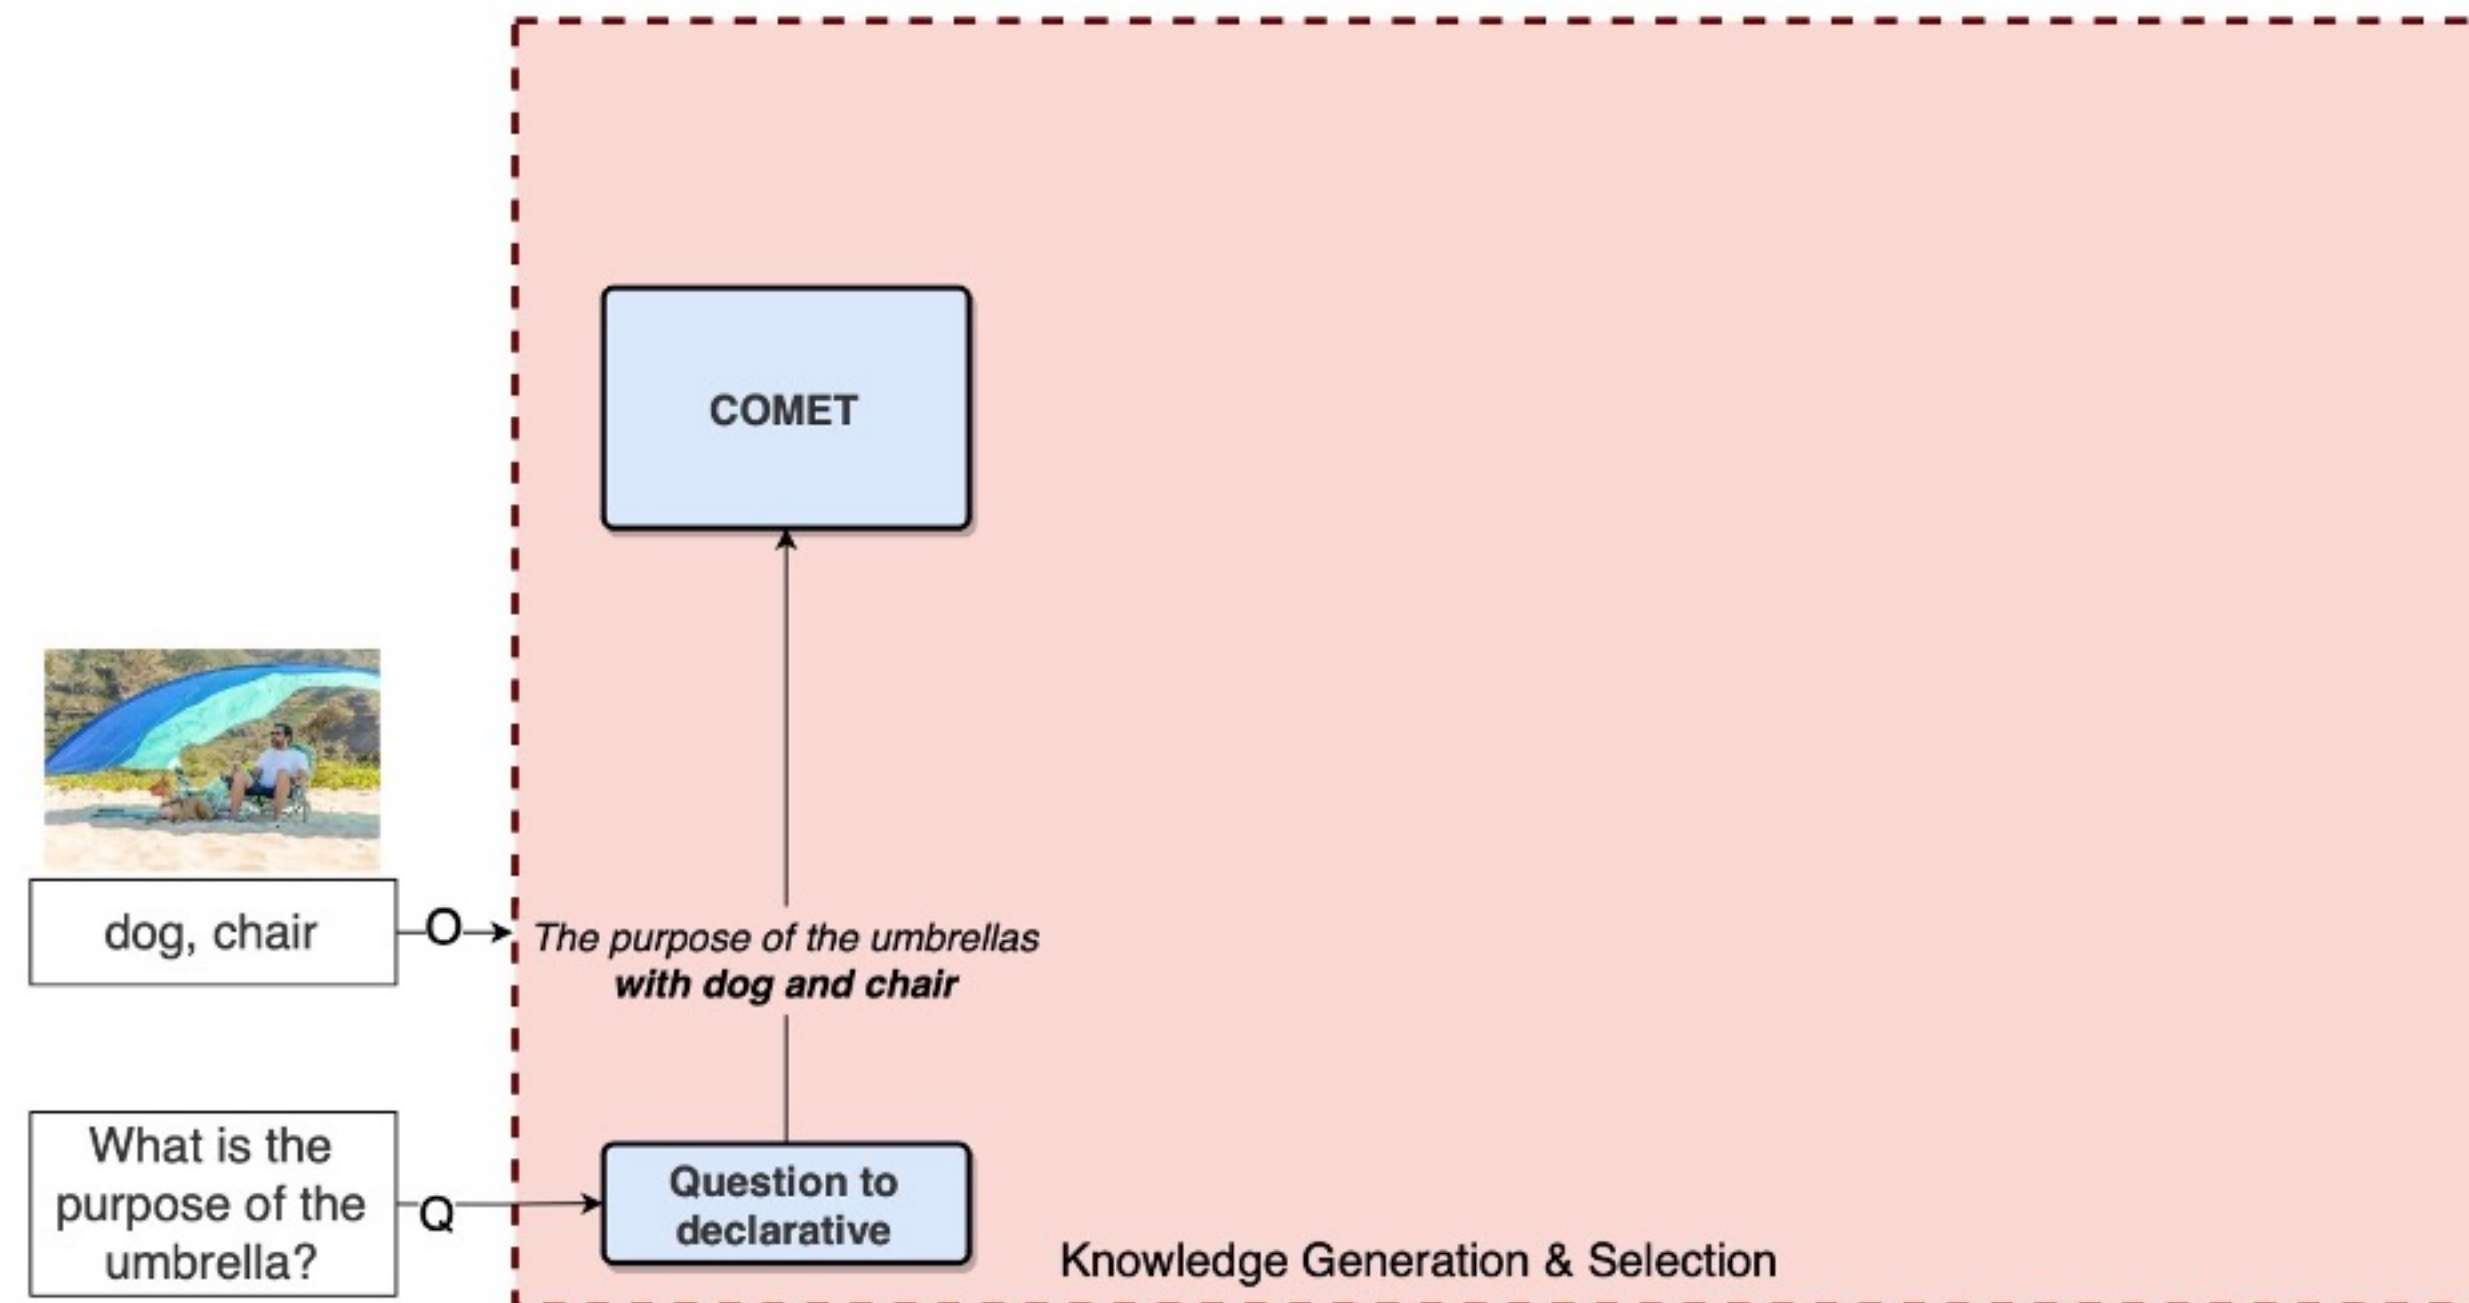 COMET
dog, chair
O
The purpose of the umbrellas
with dog and chair
What is the
purpose of the
umbrella?
Q
Question to
declarative
Knowledge Generation & Selection